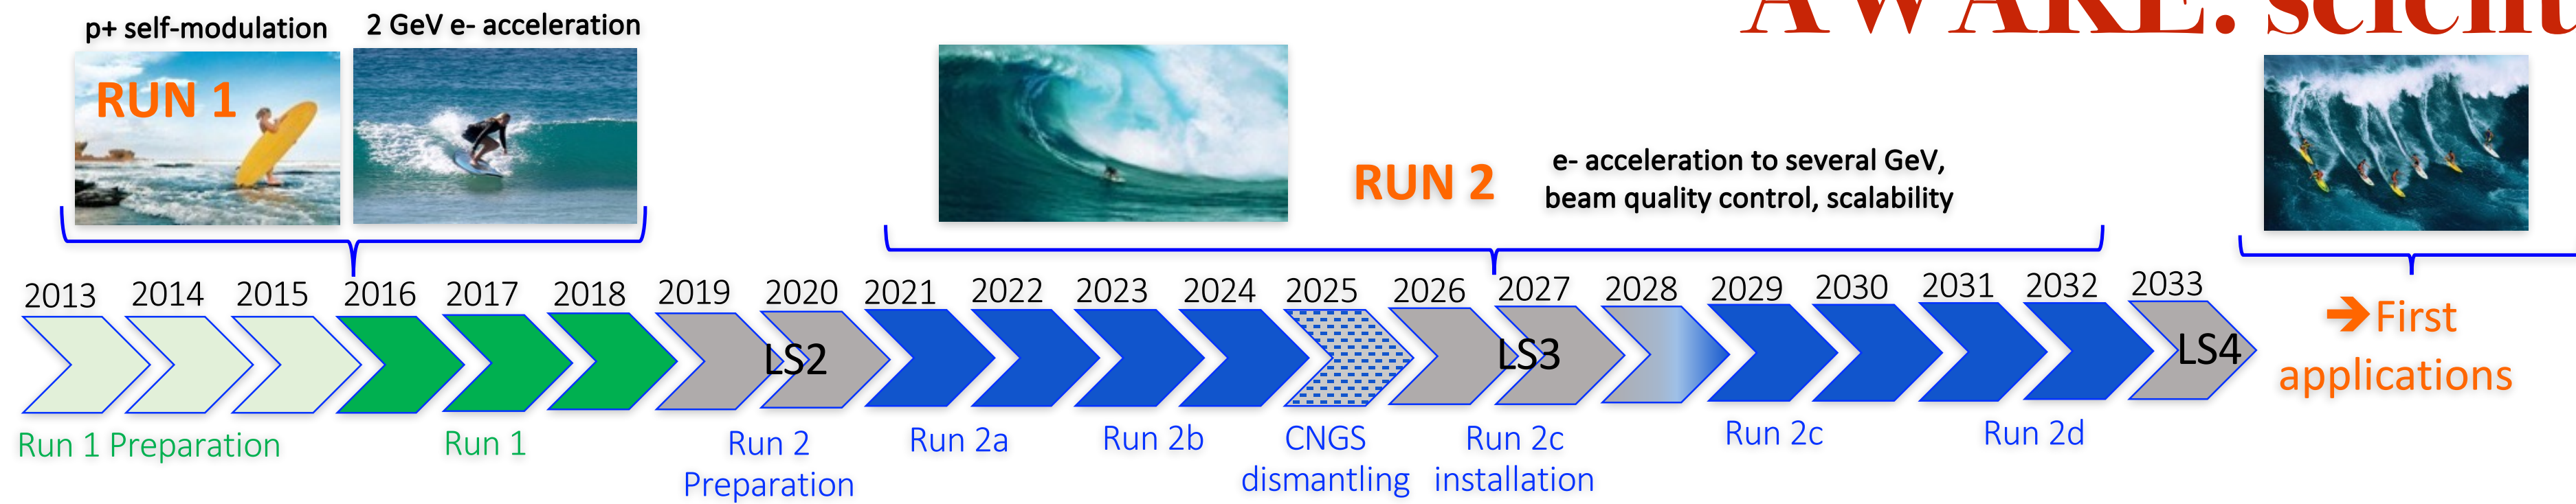 AWAKE: scient
p+ self-modulation
2 GeV e- acceleration
RUN 1
RUN 2
e- acceleration to several GeV,
beam quality control, scalability
2013 2014 2015 2016 2017 2018 2019 2020 2021 2022 2023 2024 2025 2026 2027 2028 2029 2030 2031 2032 2033
LS2
LS3
LS4
➔First
applications
Run 1 Preparation
Run 1
Run 2
Preparation
Run 2a
Run 2b
CNGS
dismantling
Run 2c
installation
Run 2c
Run 2d